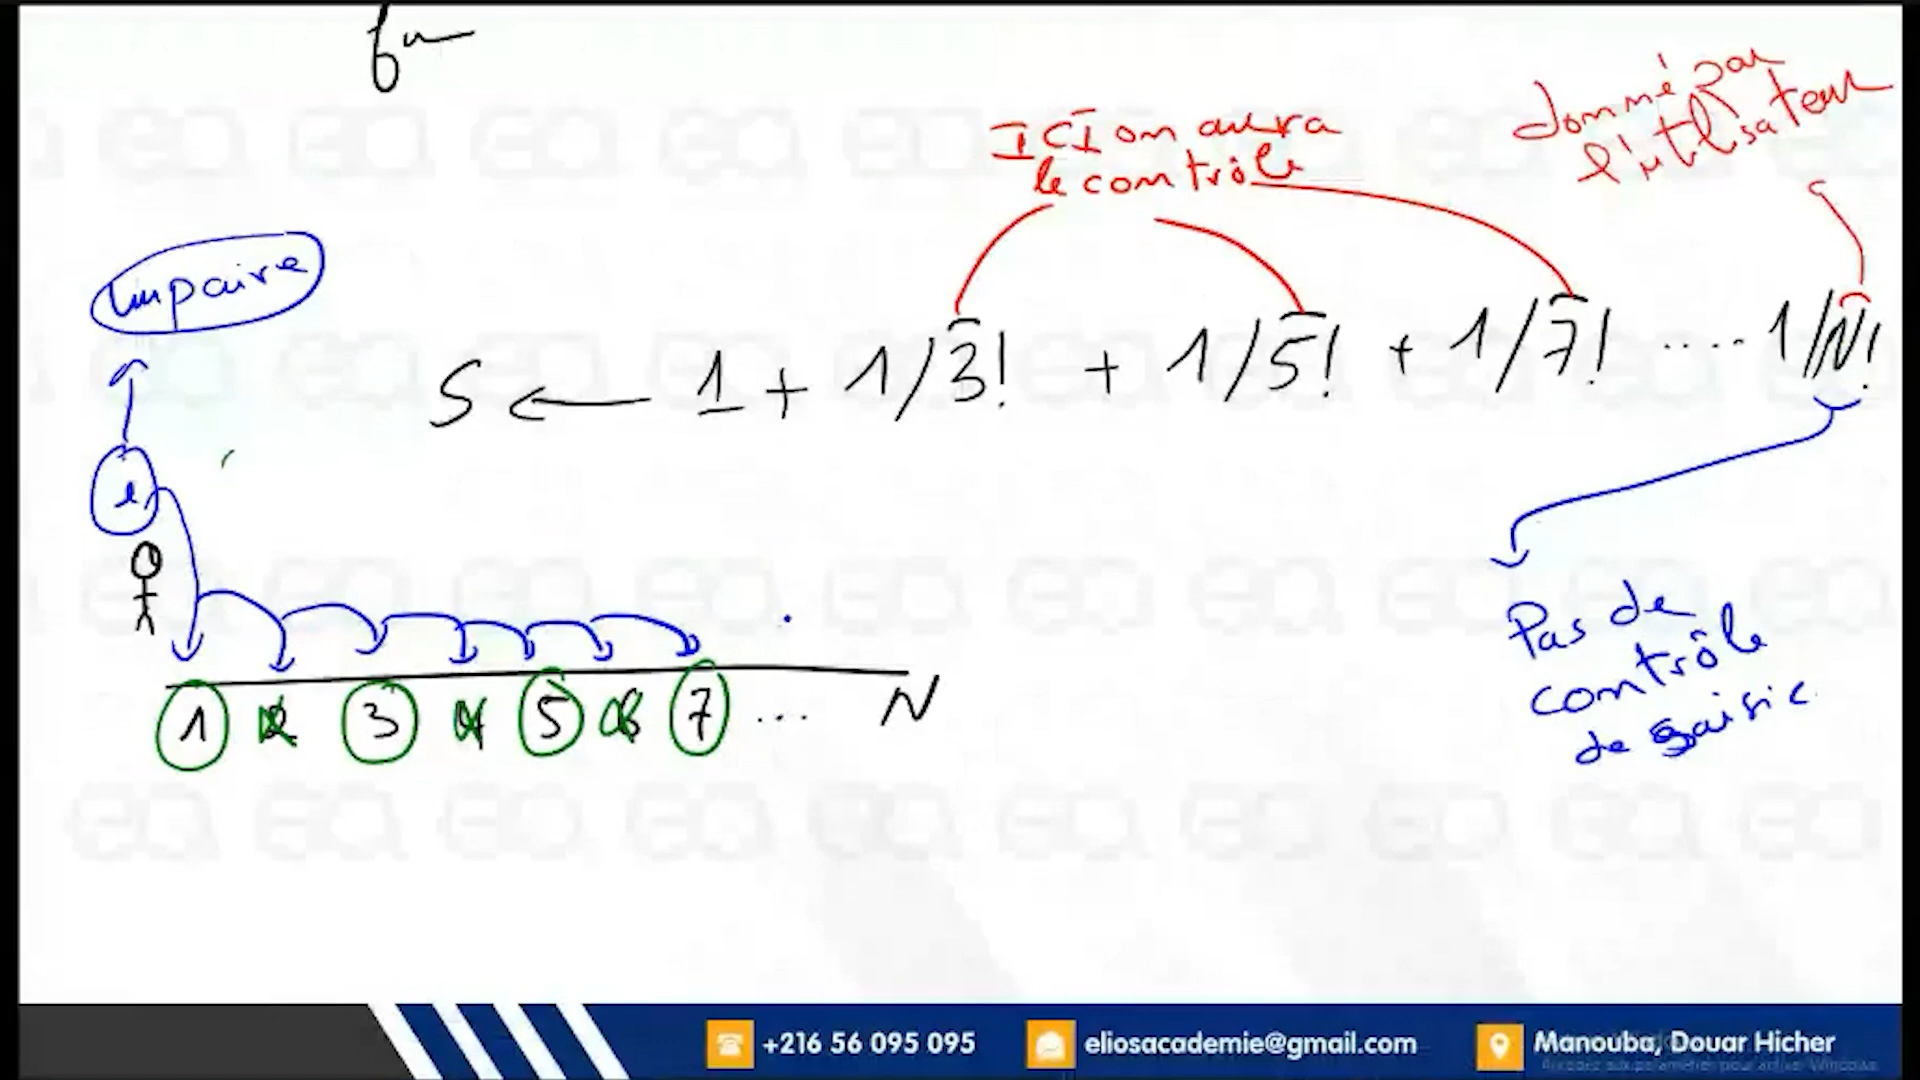 ICI on aura
le contrôle
donné par
l'utilisateur
impaire
S ← 1 + 1/3! + 1/5! + 1/7! .... 1/N!
i
1 2 3 4 5 6 7 ... N
Pas de
contrôle
de saisie
+216 56 095 095
eliosacademie@gmail.com
Manouba, Douar Hicher